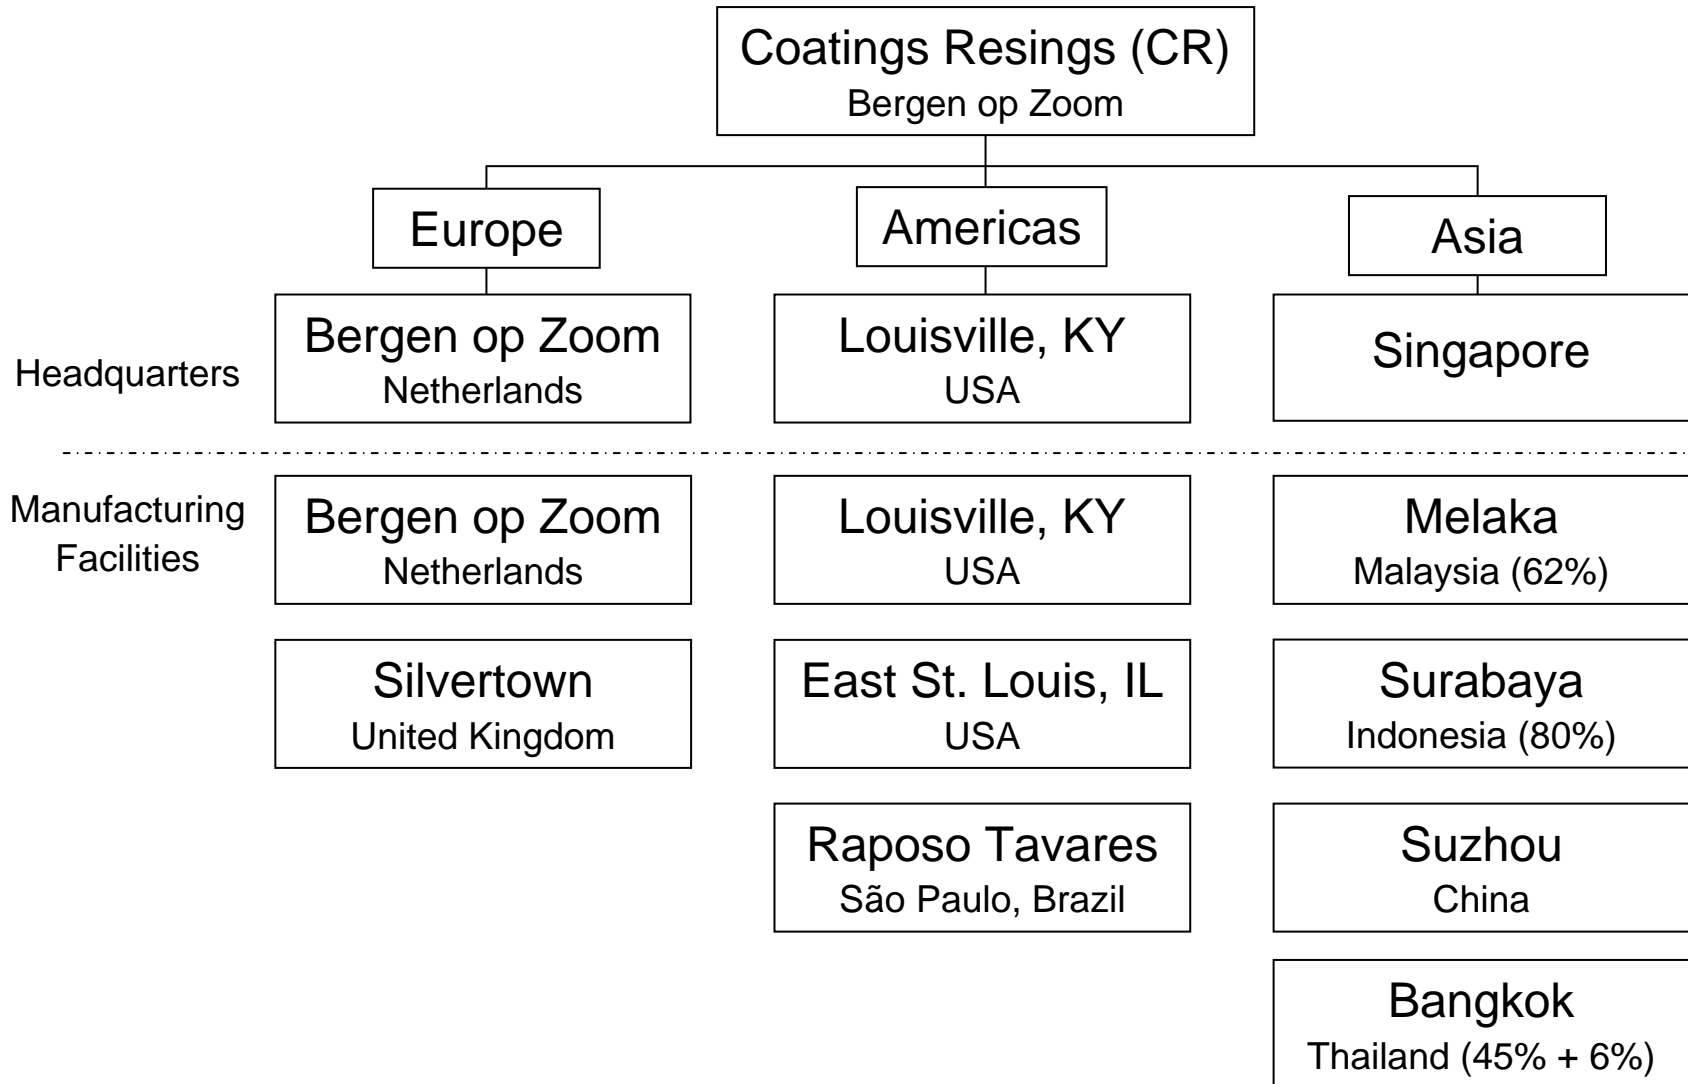 Coatings Resings (CR)
Bergen op Zoom
Europe
Americas
Asia
Headquarters
Bergen op Zoom
Netherlands
Louisville, KY
USA
Singapore
Manufacturing
Facilities
Bergen op Zoom
Netherlands
Louisville, KY
USA
Melaka
Malaysia (62%)
Silvertown
United Kingdom
East St. Louis, IL
USA
Surabaya
Indonesia (80%)
Raposo Tavares
São Paulo, Brazil
Suzhou
China
Bangkok
Thailand (45% + 6%)